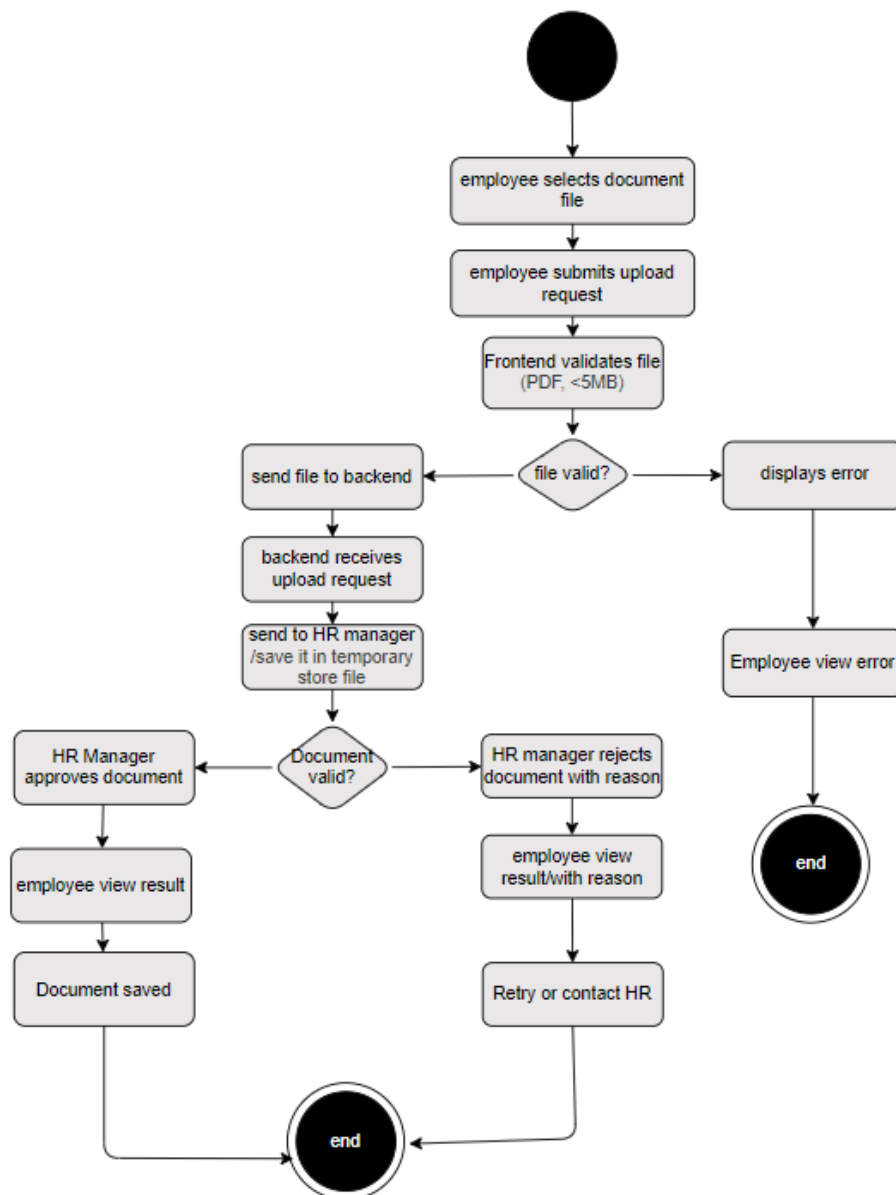 employee selects document
file
employee submits upload
request
Frontend validates file
(PDF, <5MB)
file valid?
send file to backend
displays error
backend receives
upload request
send to HR manager
/save it in temporary
store file
Employee view error
Document
valid?
HR Manager
approves document
HR manager rejects
document with reason
employee view result
employee view
result/with reason
end
Document saved
Retry or contact HR
end